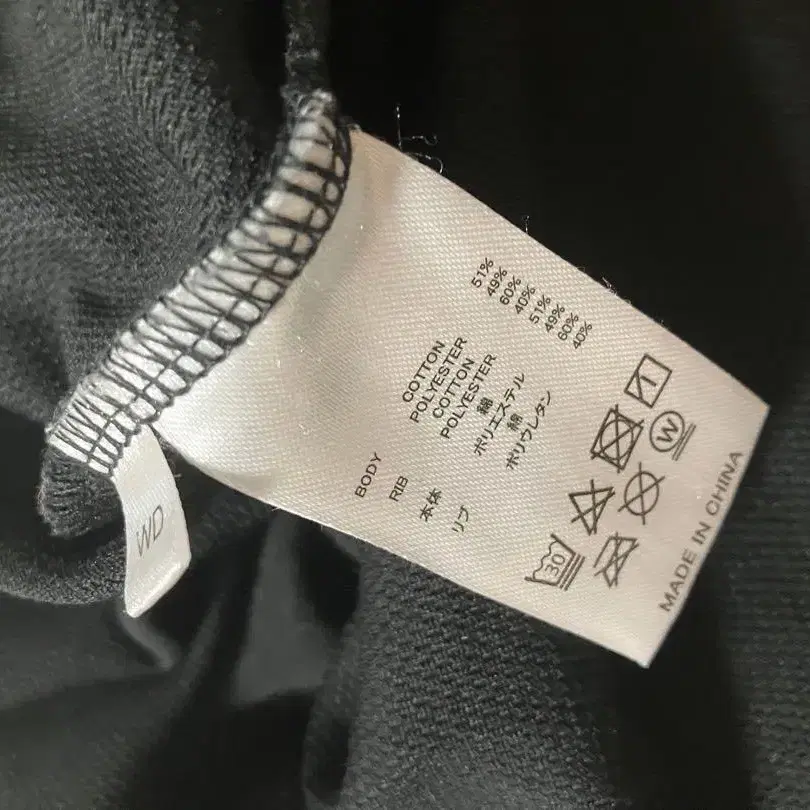 BODY COTTON 51%
POLYESTER 49%
RIB COTTON 60%
POLYESTER 40%
本体 綿 51%
ポリエステル 49%
リブ 綿 60%
ポリウレタン 40%
30
W
MADE IN CHINA
WD